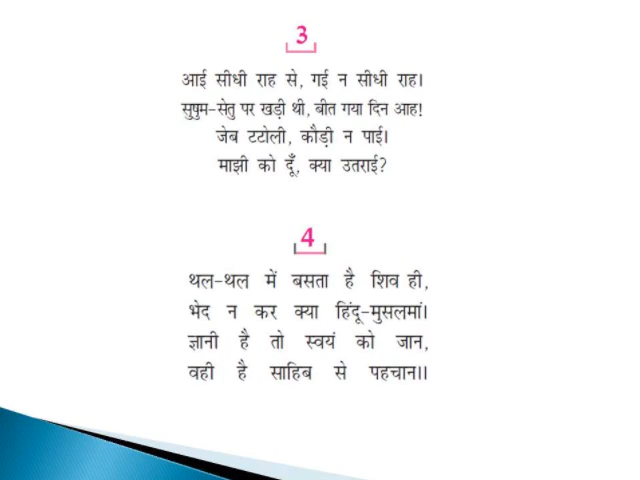 3
आई सीधी राह से, गई न सीधी राह।
सुषुम-सेतु पर खड़ी थी, बीत गया दिन आह!
जेब टटोली, कौड़ी न पाई।
माझी को दूँ, क्या उतराई?
4
थल-थल में बसता है शिव ही,
भेद न कर क्या हिंदू-मुसलमां।
ज्ञानी है तो स्वयं को जान,
वही है साहिब से पहचान।।